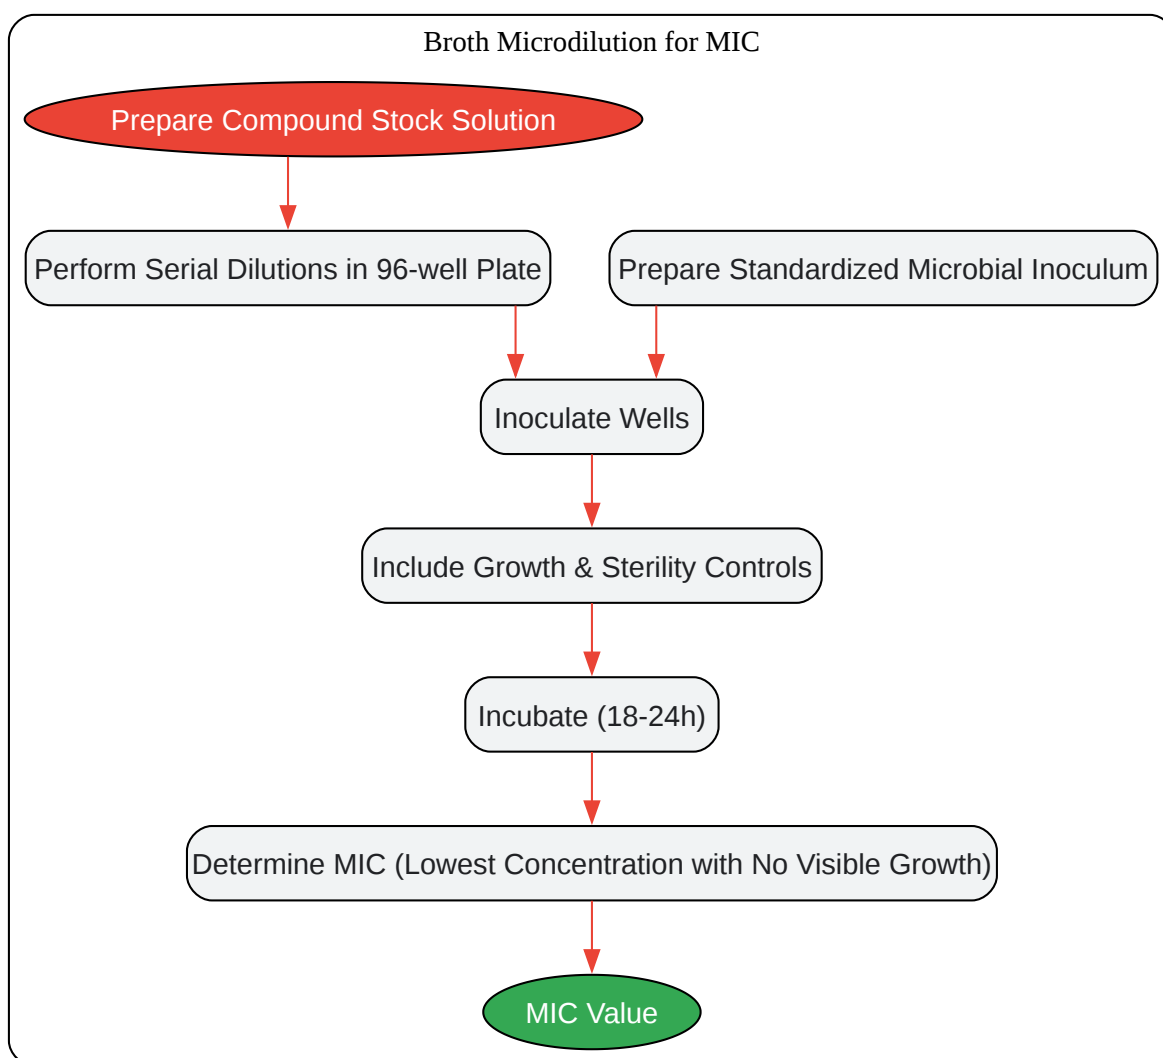 Broth Microdilution for MIC
Prepare Compound Stock Solution
Perform Serial Dilutions in 96-well Plate
Prepare Standardized Microbial Inoculum
Inoculate Wells
Include Growth & Sterility Controls
Incubate (18-24h)
Determine MIC (Lowest Concentration with No Visible Growth)
MIC Value